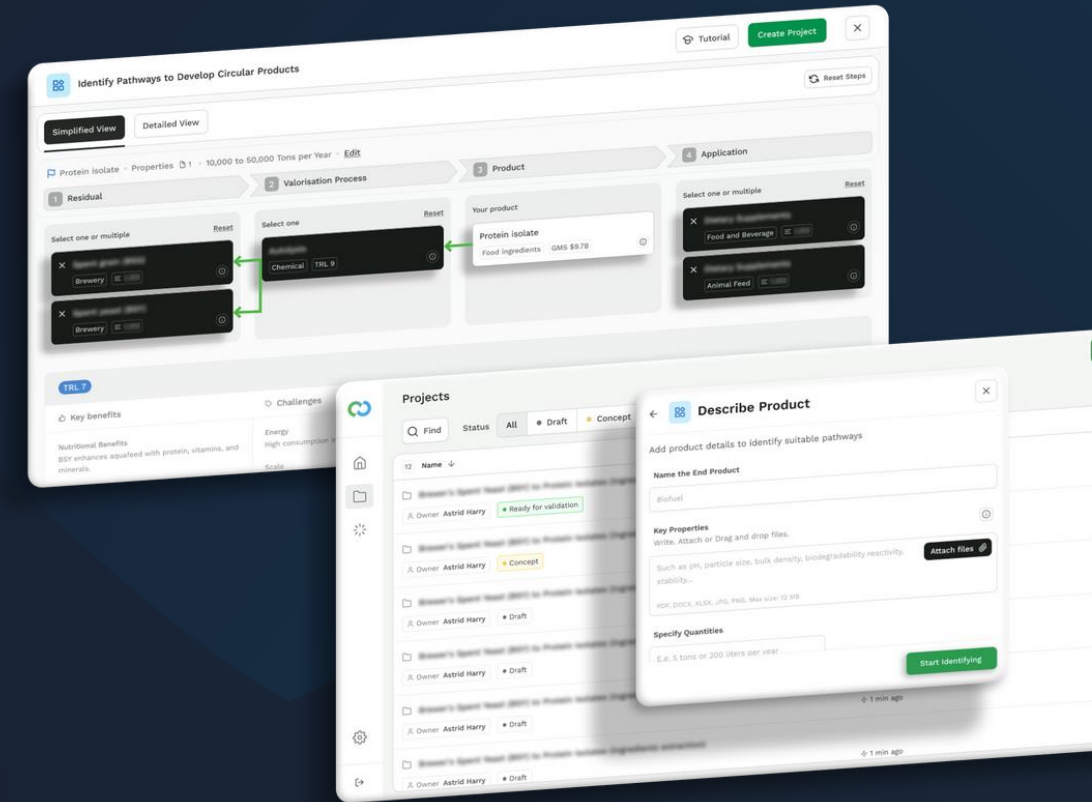 Identify Pathways to Develop Circular Products
Tutorial
Create Project
Simplified View
Detailed View
Reset Steps
Protein isolate · Properties 1 · 10,000 to 50,000 Tons per Year · Edit
1 Residual
2 Valorisation Process
3 Product
4 Application
Select one or multiple
Reset
Brewery
Brewery
Select one
Reset
Chemical
TRL 9
Your product
Protein isolate
Food ingredients
GMS $9.7B
Select one or multiple
Reset
Food and Beverage
Animal Feed
TRL 7
Key benefits
Challenges
Nutritional Benefits
BSY enhances aquafeed with protein, vitamins, and
minerals.
Energy
High consumption
Scale
Projects
Find
Status
All
Draft
Concept
12 Name
Owner Astrid Harry
Ready for validation
Owner Astrid Harry
Concept
Owner Astrid Harry
Draft
Owner Astrid Harry
Draft
Owner Astrid Harry
Draft
1 min ago
Owner Astrid Harry
Draft
1 min ago
Describe Product
Add product details to identify suitable pathways
Name the End Product
Biofuel
Key Properties
Write. Attach or Drag and drop files.
Such as pm, particle size, bulk density, biodegradability reactivity,
stability...
Attach files
PDF, DOCX, XLSX, JPG, PNG. Max size: 12 MB
Specify Quantities
E.g. 5 tons or 200 liters per year
Start Identifying